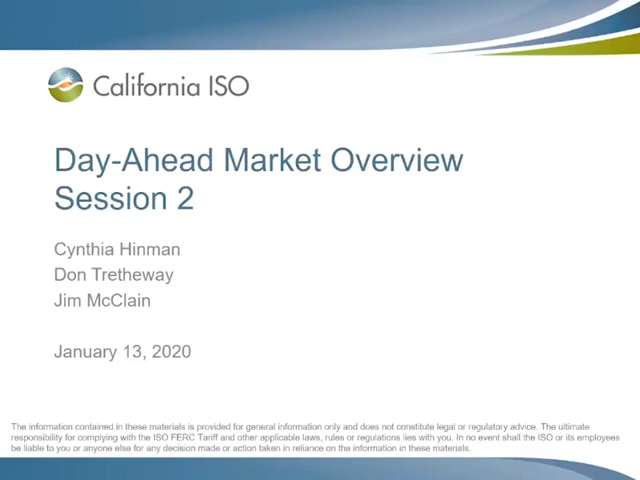 California ISO
Day-Ahead Market Overview
Session 2
Cynthia Hinman
Don Tretheway
Jim McClain
January 13, 2020
The information contained in these materials is provided for general information only and does not constitute legal or regulatory advice. The ultimate
responsibility for complying with the ISO FERC Tariff and other applicable laws, rules or regulations lies with you. In no event shall the ISO or its employees
be liable to you or anyone else for any decision made or action taken in reliance on the information in these materials.